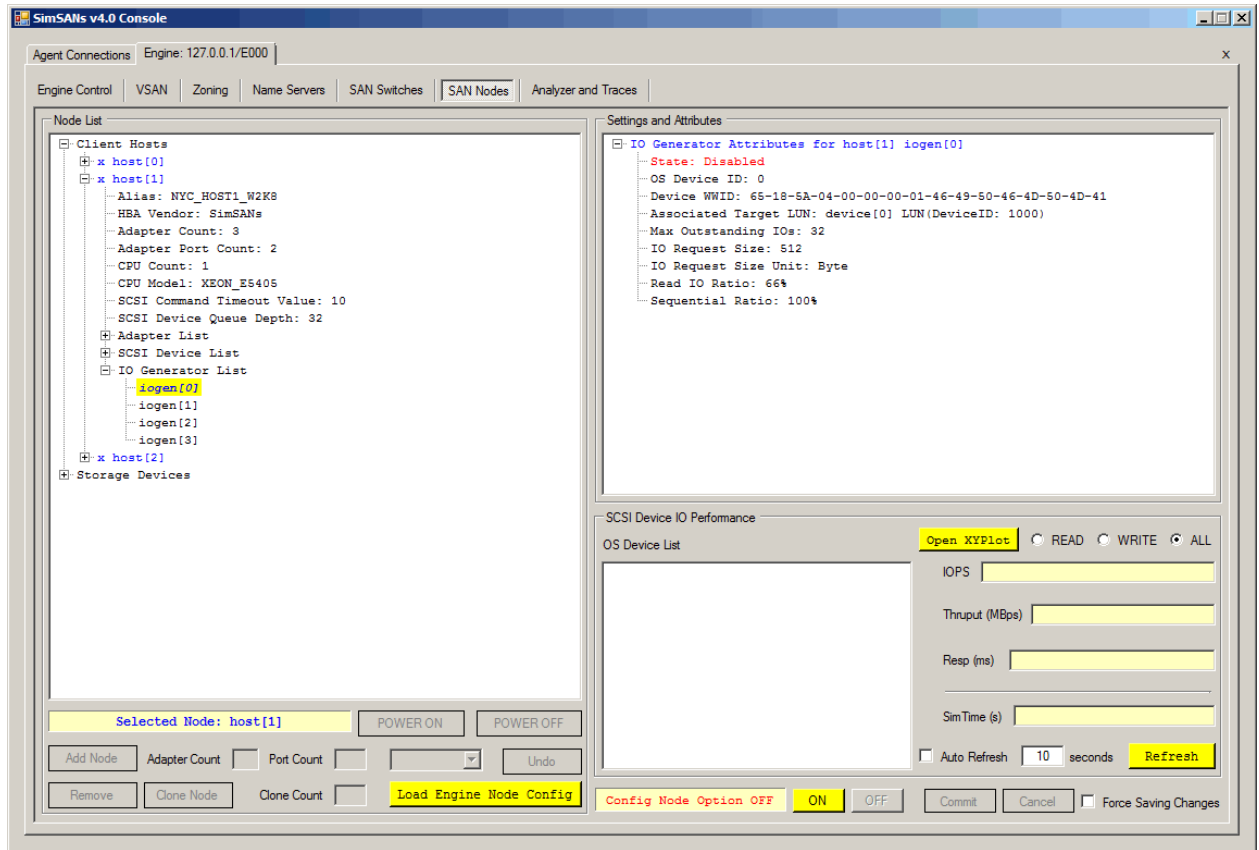 SimSANs v4.0 Console
Agent Connections
Engine: 127.0.0.1/E000
x
Engine Control
VSAN
Zoning
Name Servers
SAN Switches
SAN Nodes
Analyzer and Traces
Node List
Client Hosts
x host[0]
x host[1]
Alias: NYC_HOST1_W2K8
HBA Vendor: SimSANs
Adapter Count: 3
Adapter Port Count: 2
CPU Count: 1
CPU Model: XEON_E5405
SCSI Command Timeout Value: 10
SCSI Device Queue Depth: 32
Adapter List
SCSI Device List
IO Generator List
iogen[0]
iogen[1]
iogen[2]
iogen[3]
x host[2]
Storage Devices
Selected Node: host[1]
POWER ON
POWER OFF
Add Node
Adapter Count
Port Count
Undo
Remove
Clone Node
Clone Count
Load Engine Node Config
Settings and Attributes
IO Generator Attributes for host[1] iogen[0]
State: Disabled
OS Device ID: 0
Device WWID: 65-18-5A-04-00-00-00-01-46-49-50-46-4D-50-4D-41
Associated Target LUN: device[0] LUN(DeviceID: 1000)
Max Outstanding IOs: 32
IO Request Size: 512
IO Request Size Unit: Byte
Read IO Ratio: 66%
Sequential Ratio: 100%
SCSI Device IO Performance
OS Device List
Open XYPlot
READ
WRITE
ALL
IOPS
Thruput (MBps)
Resp (ms)
SimTime (s)
Auto Refresh
10
seconds
Refresh
Config Node Option OFF
ON
OFF
Commit
Cancel
Force Saving Changes